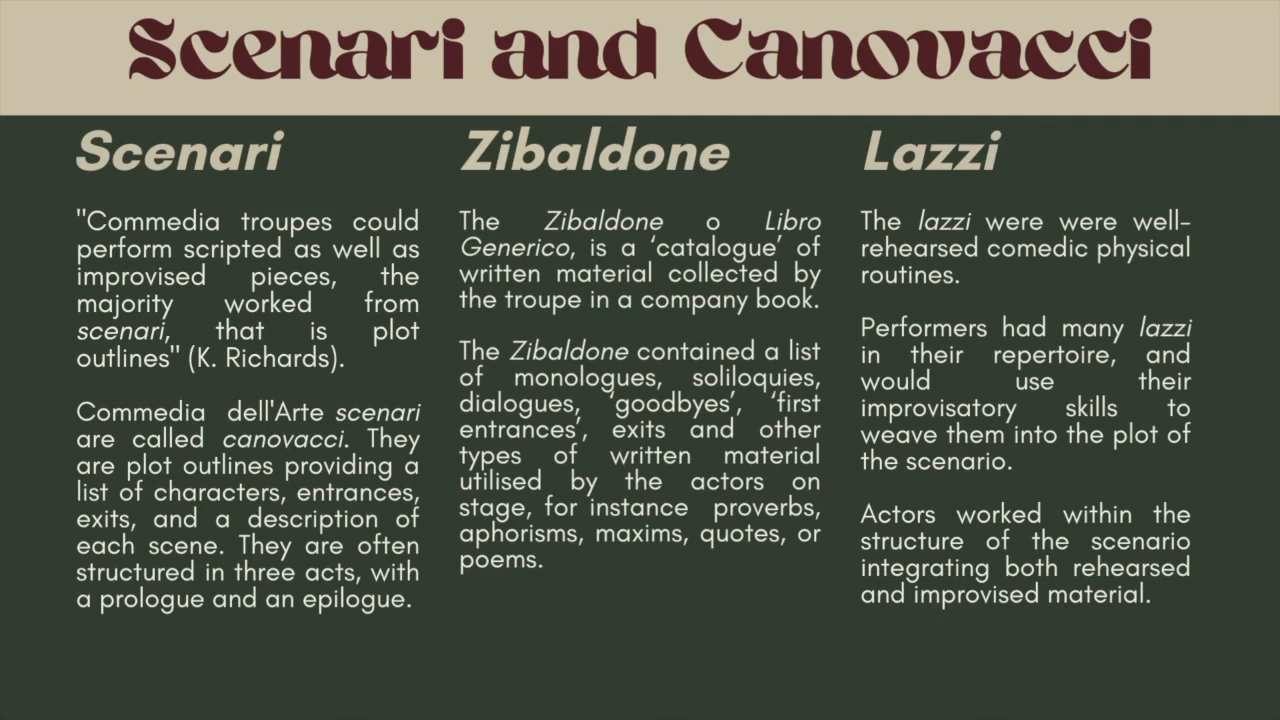 Scenari and Canovacci
Scenari
"Commedia troupes could
perform scripted as well as
improvised pieces, the
majority worked from
scenari, that is plot
outlines" (K. Richards).
Commedia dell'Arte scenari
are called canovacci. They
are plot outlines providing a
list of characters, entrances,
exits, and a description of
each scene. They are often
structured in three acts, with
a prologue and an epilogue.
Zibaldone
The Zibaldone o Libro
Generico, is a ‘catalogue’ of
written material collected by
the troupe in a company book.
The Zibaldone contained a list
of monologues, soliloquies,
dialogues, ‘goodbyes’, ‘first
entrances’, exits and other
types of written material
utilised by the actors on
stage, for instance proverbs,
aphorisms, maxims, quotes, or
poems.
Lazzi
The lazzi were were well-
rehearsed comedic physical
routines.
Performers had many lazzi
in their repertoire, and
would use their
improvisatory skills to
weave them into the plot of
the scenario.
Actors worked within the
structure of the scenario
integrating both rehearsed
and improvised material.